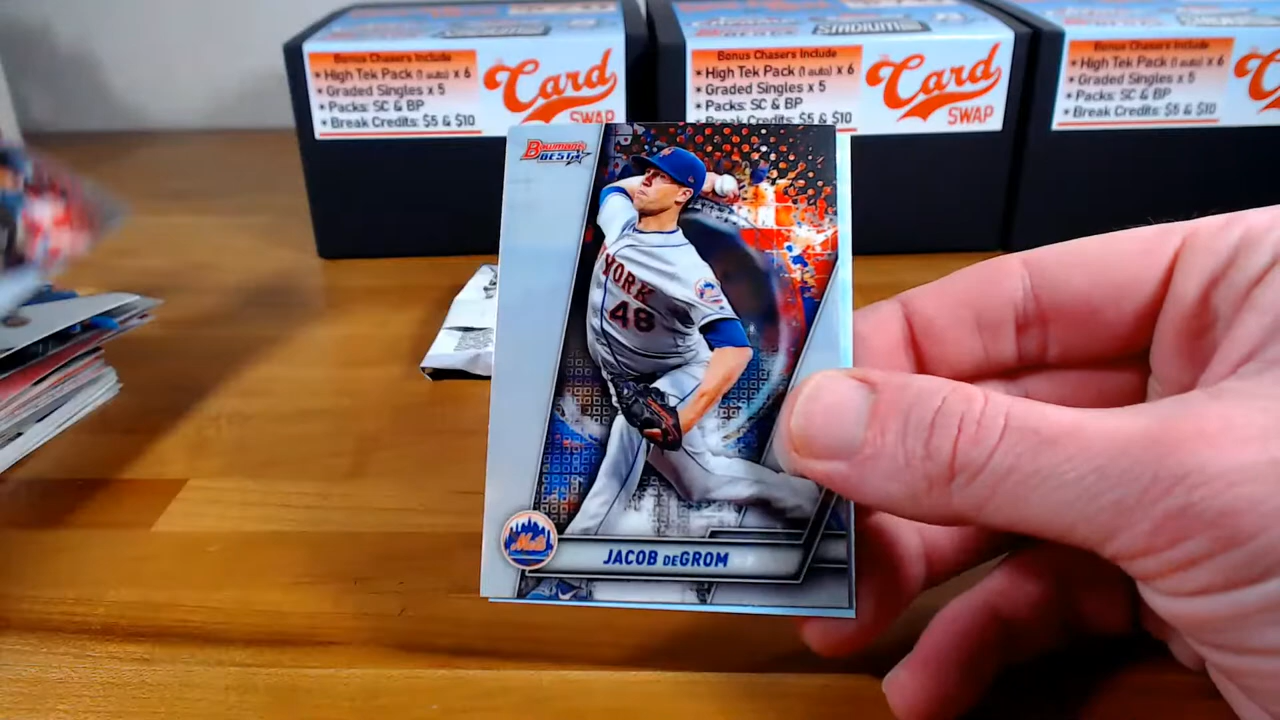 STADIUM
Bonus Chasers Include
* High Tek Pack (1 auto) x 6
* Graded Singles x 5
* Packs: SC & BP
* Break Credits: $5 & $10
Card
SWAP
Bonus Chasers Include
* High Tek Pack (1 auto) x 6
* Graded Singles x 5
* Packs: SC & BP
* Break Credits: $5 & $10
Card
SWAP
Bonus Chasers Include
* High Tek Pack (1 auto) x 6
* Graded Singles x 5
* Packs: SC & BP
* Break Credits: $5 & $10
Bowman's
BEST
YORK
48
Mets
JACOB deGROM